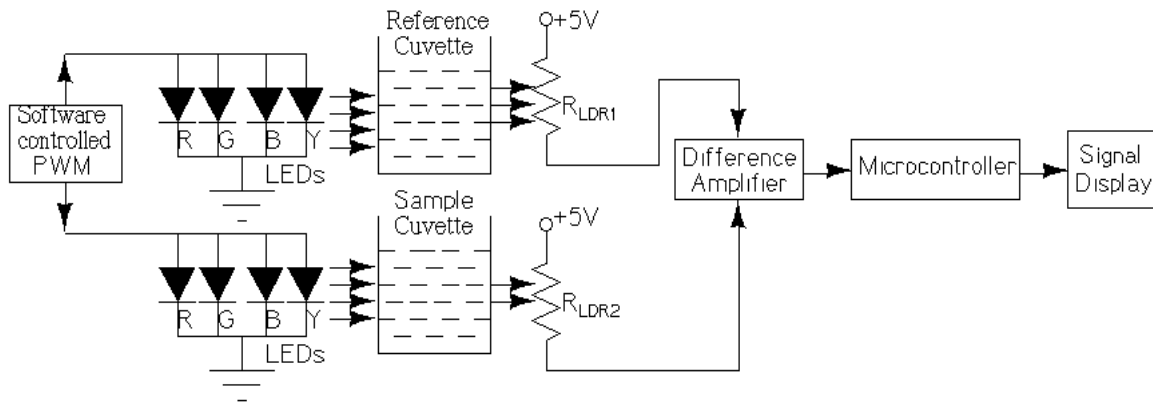 Reference
Cuvette
+5V
Software
controlled
PWM
R G B Y
LEDs
RLDR1
Difference
Amplifier
Microcontroller
Signal
Display
Sample
Cuvette
+5V
R G B Y
LEDs
RLDR2